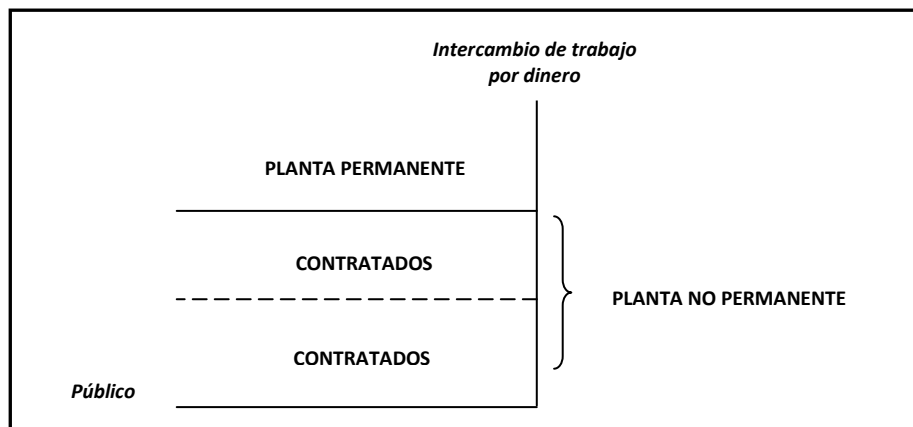 Intercambio de trabajo
por dinero
PLANTA PERMANENTE
CONTRATADOS
PLANTA NO PERMANENTE
CONTRATADOS
Público